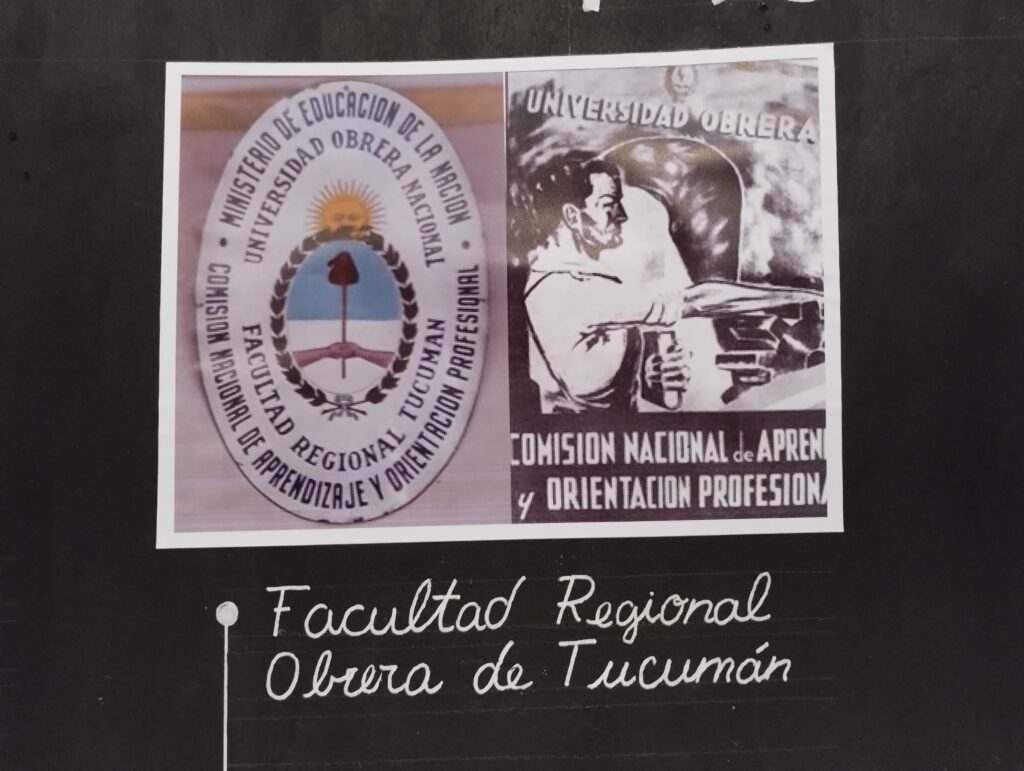 MINISTERIO DE EDUCACION DE LA NACION
UNIVERSIDAD OBRERA NACIONAL
FACULTAD REGIONAL TUCUMAN
COMISION NACIONAL DE APRENDIZAJE Y ORIENTACION PROFESIONAL
UNIVERSIDAD OBRERA
COMISION NACIONAL de APREN
y ORIENTACION PROFESIONA
Facultad Regional
Obrera de Tucumán